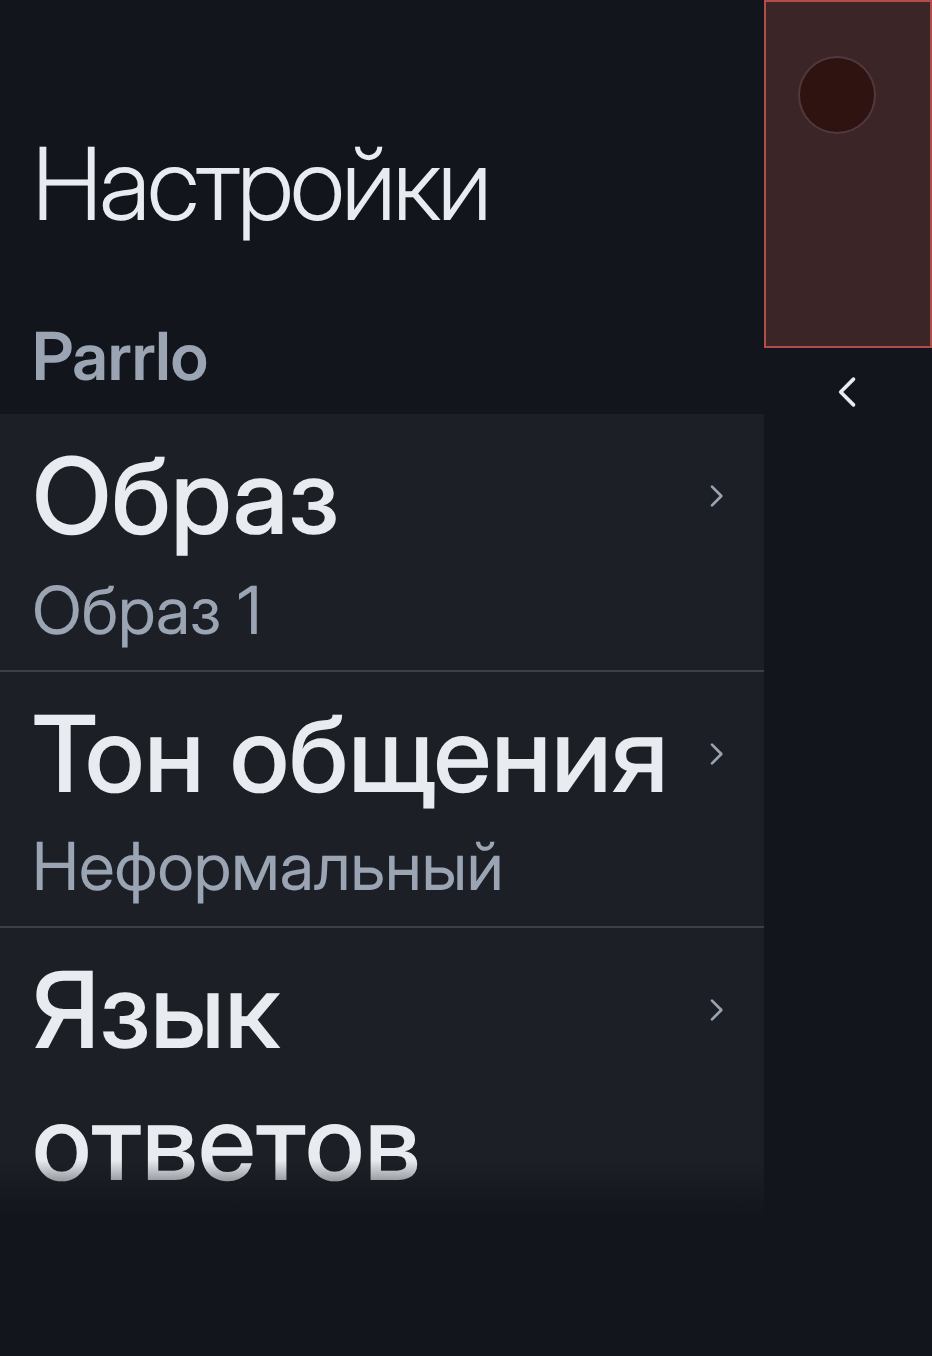 Настройки
Parrlo
Образ
Образ 1
Тон общения
Неформальный
Язык
ответов